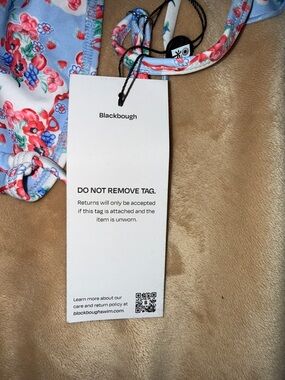 Blackbough
DO NOT REMOVE TAG.
Returns will only be accepted
if this tag is attached and the
item is unworn.
Learn more about our
care and return policy at
blackboughswim.com